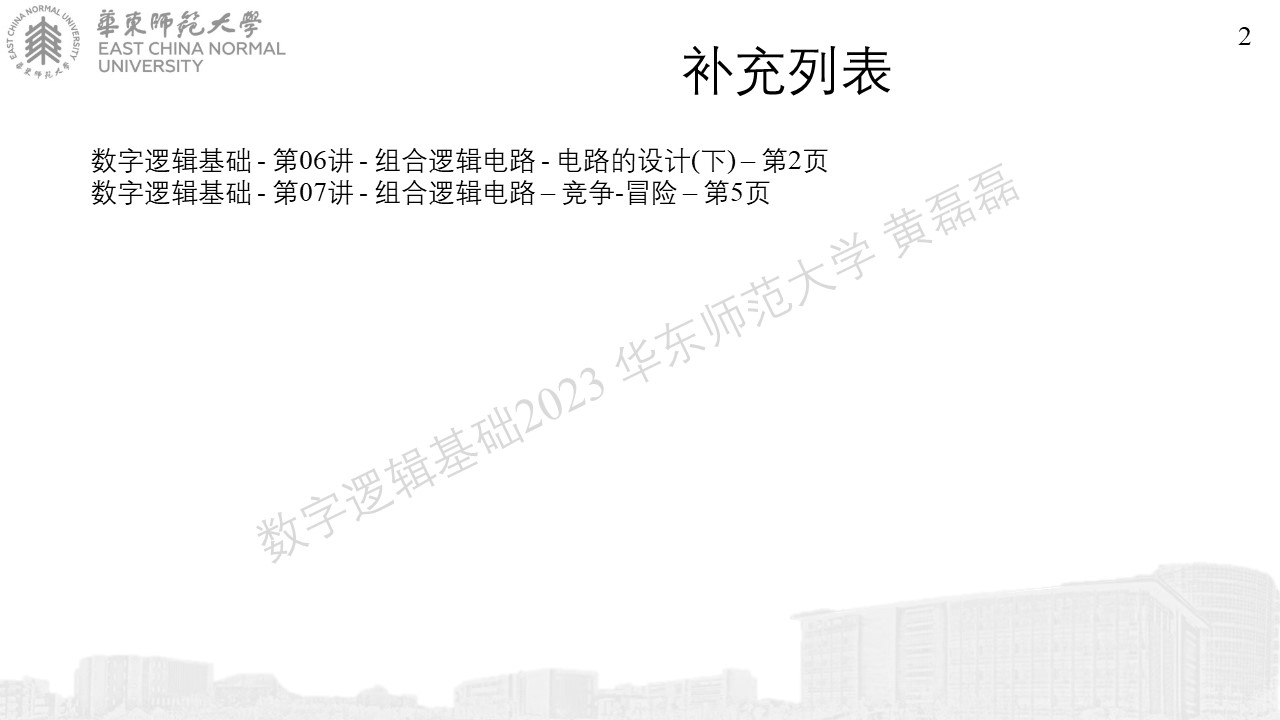 華東師範大學
EAST CHINA NORMAL
UNIVERSITY
EAST CHINA NORMAL UNIVERSITY
華東师范大学
2
补充列表
数字逻辑基础 - 第06讲 - 组合逻辑电路 - 电路的设计(下) – 第2页
数字逻辑基础 - 第07讲 - 组合逻辑电路 – 竞争-冒险 – 第5页
数字逻辑基础2023 华东师范大学 黄磊磊